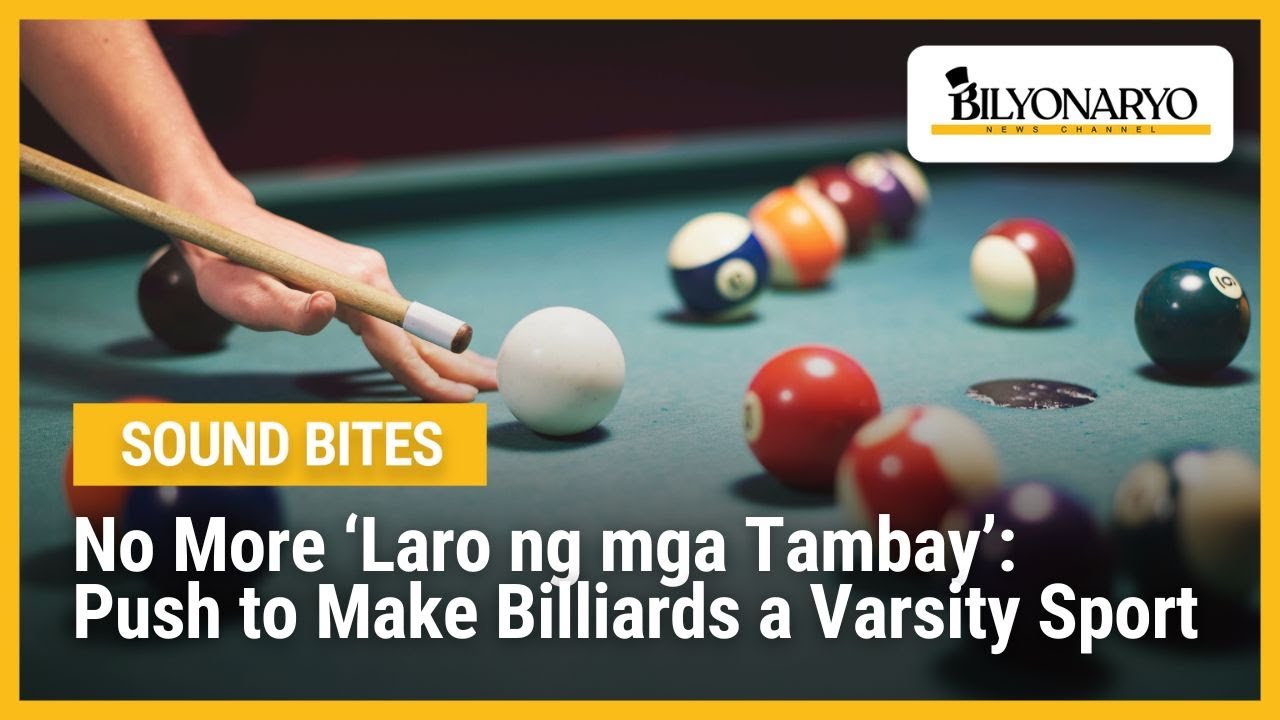 BILYONARYO
NEWS CHANNEL
SOUND BITES
No More ‘Laro ng mga Tambay’:
Push to Make Billiards a Varsity Sport